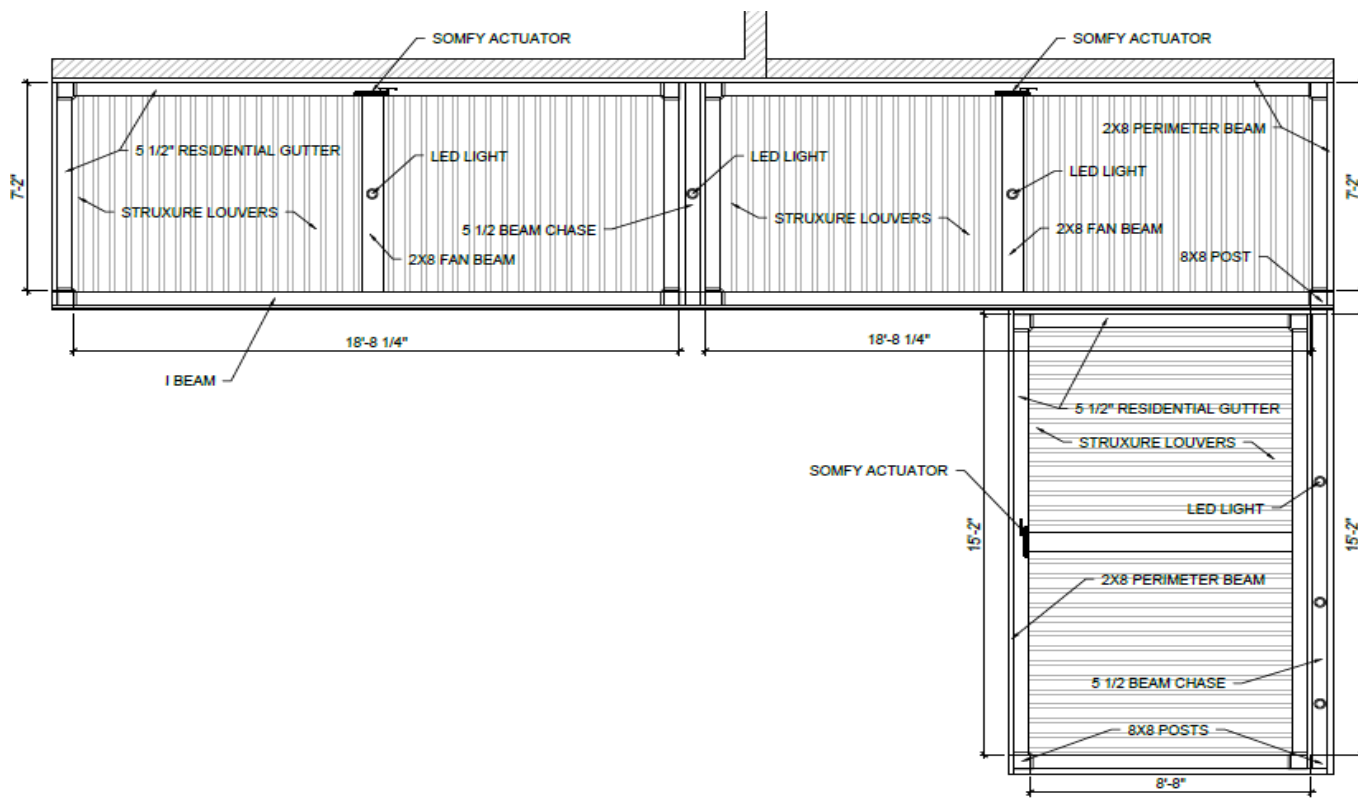 SOMFY ACTUATOR
SOMFY ACTUATOR
2X8 PERIMETER BEAM
5 1/2" RESIDENTIAL GUTTER
LED LIGHT
LED LIGHT
LED LIGHT
7'-2"
7'-2"
STRUXURE LOUVERS
5 1/2 BEAM CHASE
STRUXURE LOUVERS
2X8 FAN BEAM
2X8 FAN BEAM
8X8 POST
18'-8 1/4"
18'-8 1/4"
I BEAM
5 1/2" RESIDENTIAL GUTTER
STRUXURE LOUVERS
SOMFY ACTUATOR
LED LIGHT
15'-2"
15'-2"
2X8 PERIMETER BEAM
5 1/2 BEAM CHASE
8X8 POSTS
8'-8"